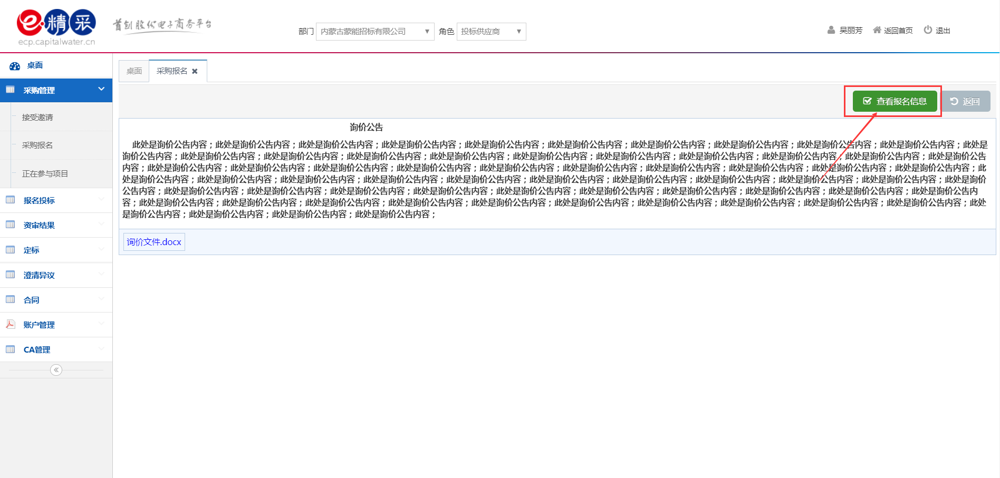 e精采
ecp.capitalwater.cn
首创股份电子商务平台
部门 内蒙古蒙能招标有限公司 ▼ 角色 投标供应商 ▼
吴丽芳 返回首页 退出
桌面
采购管理
接受邀请
采购报名
正在参与项目
报名投标
资审结果
定标
澄清异议
合同
账户管理
CA管理
桌面 采购报名
查看报名信息 返回
询价公告
此处是询价公告内容；此处是询价公告内容；此处是询价公告内容；此处是询价公告内容；此处是询价公告内容；此处是询价公告内容；此处是询价公告内容；此处是询价公告内容；此处是询价公告内容；此处是询价公告内容；此处是
询价公告内容；此处是询价公告内容；此处是询价公告内容；此处是询价公告内容；此处是询价公告内容；此处是询价公告内容；此处是询价公告内容；此处是询价公告内容；此处是询价公告内容；此处是询价公告内容；此处是询价公告
内容；此处是询价公告内容；此处是询价公告内容；此处是询价公告内容；此处是询价公告内容；此处是询价公告内容；此处是询价公告内容；此处是询价公告内容；此处是询价公告内容；此处是询价公告内容；此处是询价公告内容；此
处是询价公告内容；此处是询价公告内容；此处是询价公告内容；此处是询价公告内容；此处是询价公告内容；此处是询价公告内容；此处是询价公告内容；此处是询价公告内容；此处是询价公告内容；此处是询价公告内容；此处是询价
公告内容；此处是询价公告内容；此处是询价公告内容；此处是询价公告内容；此处是询价公告内容；此处是询价公告内容；此处是询价公告内容；此处是询价公告内容；此处是询价公告内容；此处是询价公告内容；此处是询价公告内
容；此处是询价公告内容；此处是询价公告内容；此处是询价公告内容；此处是询价公告内容；此处是询价公告内容；此处是询价公告内容；此处是询价公告内容；此处是询价公告内容；此处是询价公告内容；此处是询价公告内容；此处
是询价公告内容；此处是询价公告内容；此处是询价公告内容；此处是询价公告内容；
询价文件.docx